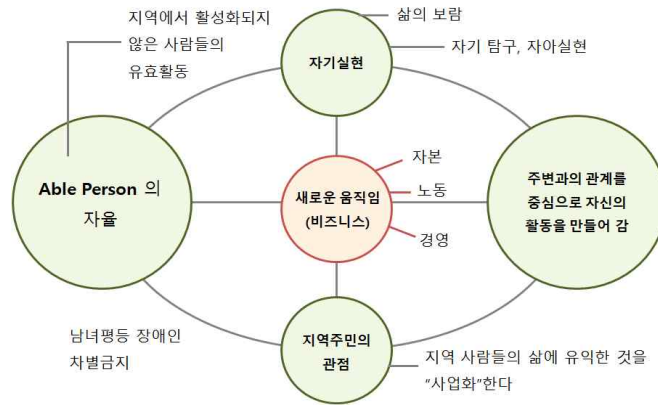 지역에서 활성화되지
않은 사람들의
유효활동
삶의 보람
자기 탐구, 자아실현
자기실현
Able Person 의
자율
새로운 움직임
(비즈니스)
자본
노동
경영
주변과의 관계를
중심으로 자신의
활동을 만들어 감
지역주민의
관점
남녀평등 장애인
차별금지
지역 사람들의 삶에 유익한 것을
“사업화”한다